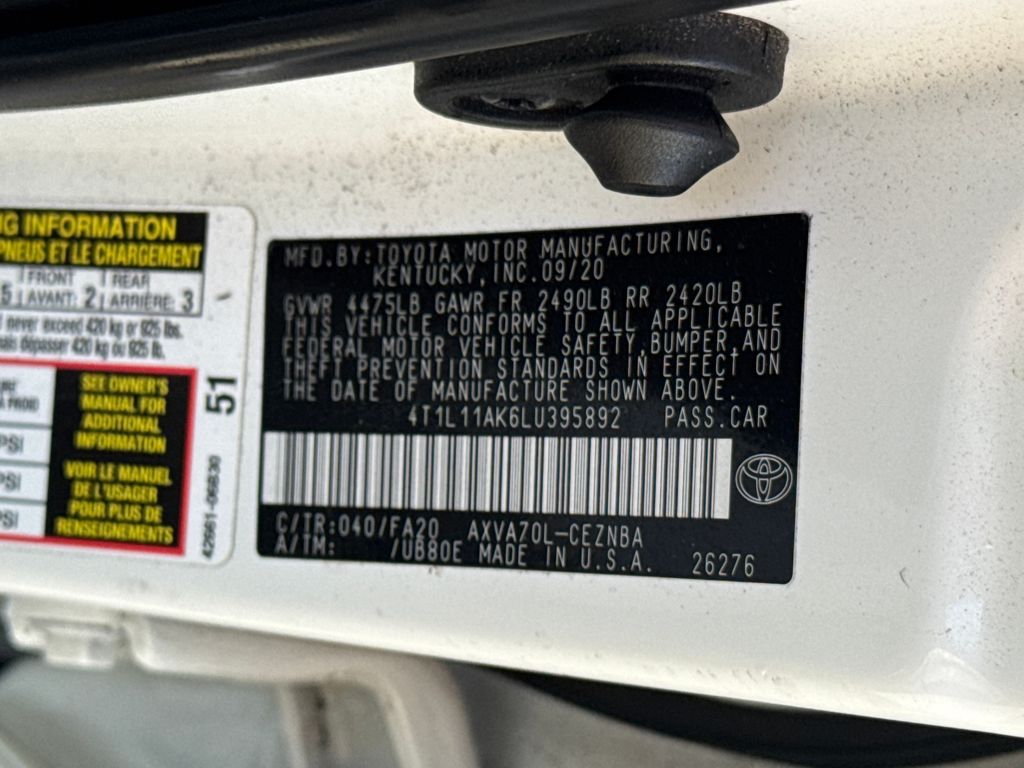 NG INFORMATION
PNEUS ET LE CHARGEMENT
5 FRONT AVANT: 2 REAR ARRIÈRE: 3
never exceed 420 kg or 925 lbs.
dépasser 420 kg ou 925 lb.
SEE OWNER'S
MANUAL FOR
ADDITIONAL
INFORMATION
VOIR LE MANUEL
DE L'USAGER
POUR PLUS DE
RENSEIGNEMENTS
PSI
PSI
PSI
51
42661-06B30
MFD.BY:TOYOTA MOTOR MANUFACTURING,
KENTUCKY,INC.09/20
GVWR 4475LB GAWR FR 2490LB RR 2420LB
THIS VEHICLE CONFORMS TO ALL APPLICABLE
FEDERAL MOTOR VEHICLE SAFETY,BUMPER,AND
THEFT PREVENTION STANDARDS IN EFFECT ON
THE DATE OF MANUFACTURE SHOWN ABOVE.
4T1L11AK6LU395892 PASS.CAR
C/TR:040/FA20 AXVA70L-CEZNBA
A/TM: /UB80E MADE IN U.S.A. 26276